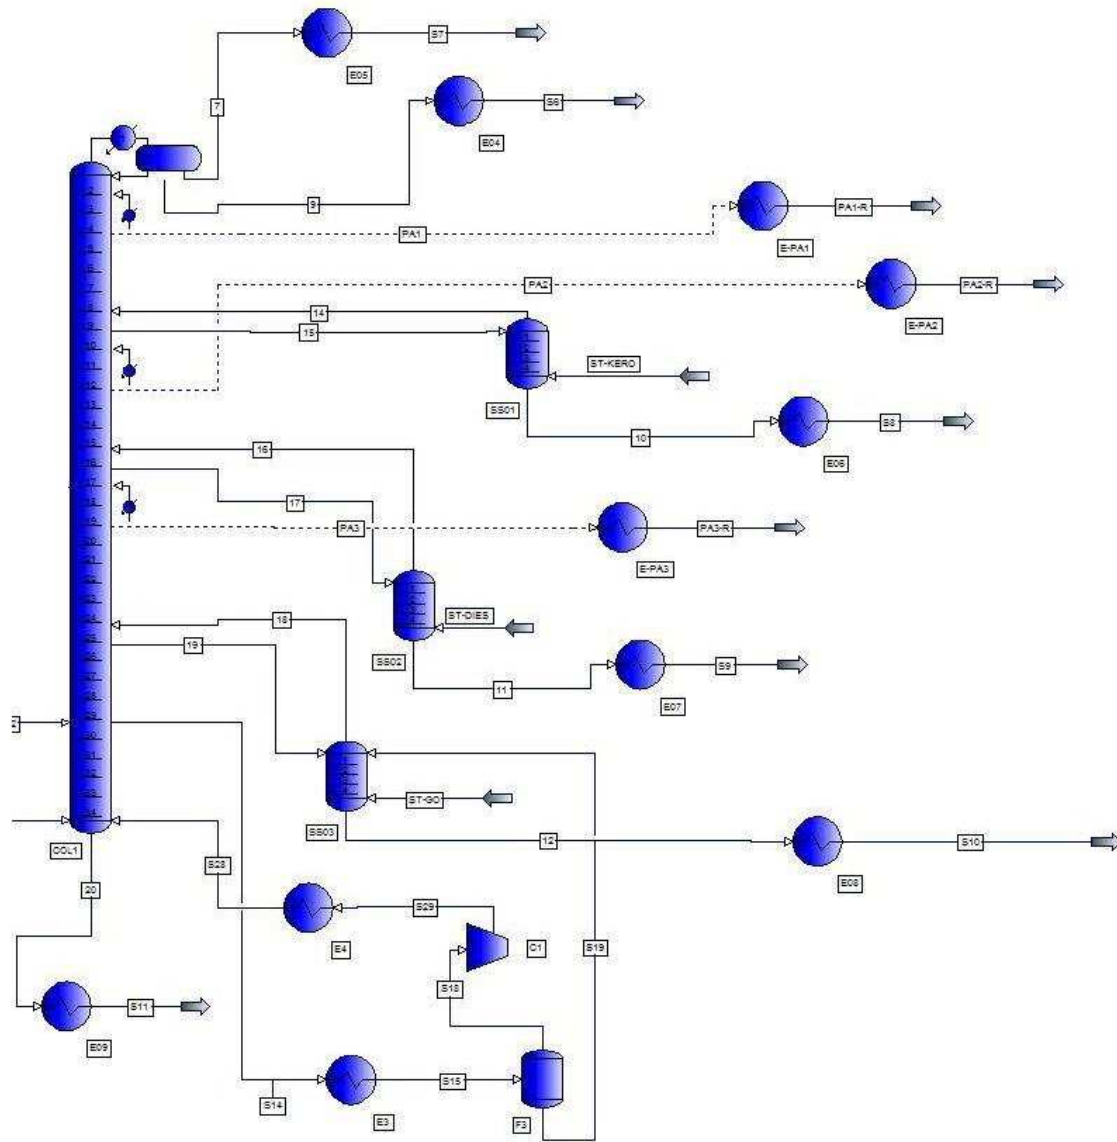 S7
E05
7
S6
E04
9
PA1-R
PA1
E-PA1
PA2
PA2-R
E-PA2
14
15
ST-KERO
SS01
10
S8
E06
16
17
PA3
PA3-R
E-PA3
ST-DIES
SS02
18
19
11
S9
E07
ST-GO
SS03
COL1
12
S10
E08
S28
20
S29
E4
C1
S19
S18
S11
E09
S15
S14
E3
F3